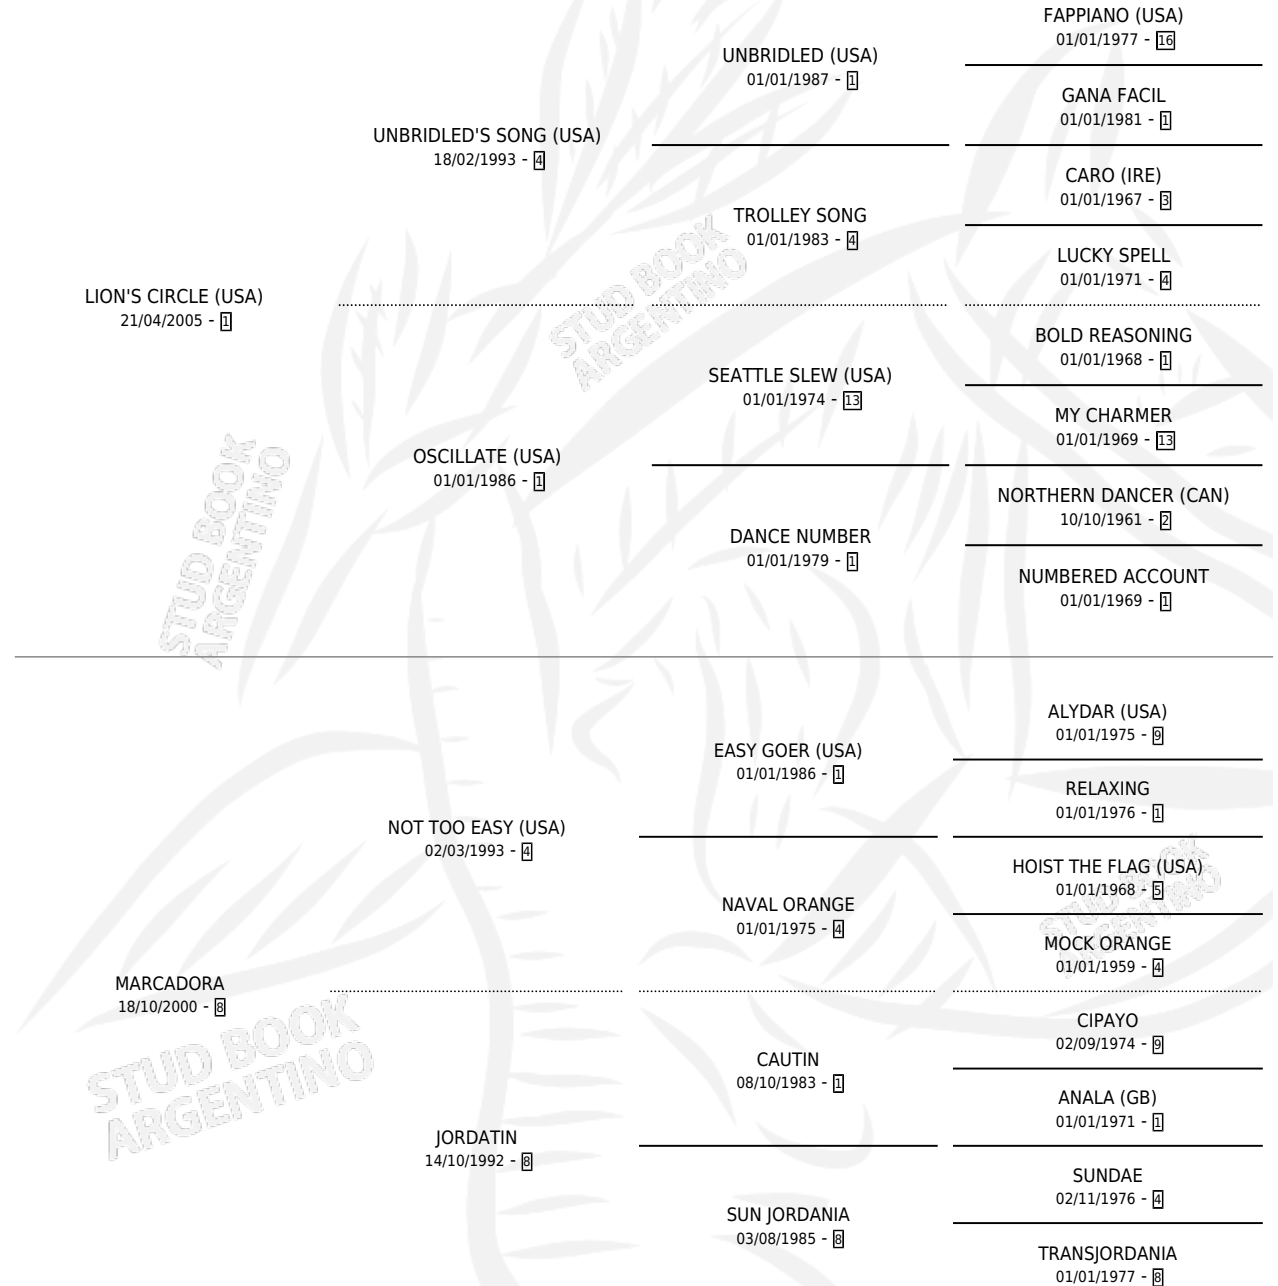 FAPPIANO (USA)
01/01/1977 - 16
UNBRIDLED (USA)
01/01/1987 - 1
GANA FACIL
01/01/1981 - 1
UNBRIDLED'S SONG (USA)
18/02/1993 - 4
CARO (IRE)
01/01/1967 - 3
TROLLEY SONG
01/01/1983 - 4
LUCKY SPELL
01/01/1971 - 4
LION'S CIRCLE (USA)
21/04/2005 - 1
BOLD REASONING
01/01/1968 - 1
SEATTLE SLEW (USA)
01/01/1974 - 13
MY CHARMER
01/01/1969 - 13
OSCILLATE (USA)
01/01/1986 - 1
NORTHERN DANCER (CAN)
10/10/1961 - 2
DANCE NUMBER
01/01/1979 - 1
NUMBERED ACCOUNT
01/01/1969 - 1
STUD BOOK
ARGENTINO
STUD BOOK
ARGENTINO
ALYDAR (USA)
01/01/1975 - 9
EASY GOER (USA)
01/01/1986 - 1
RELAXING
01/01/1976 - 1
NOT TOO EASY (USA)
02/03/1993 - 4
HOIST THE FLAG (USA)
01/01/1968 - 5
NAVAL ORANGE
01/01/1975 - 4
MOCK ORANGE
01/01/1959 - 4
MARCADORA
18/10/2000 - 8
CIPAYO
02/09/1974 - 9
CAUTIN
08/10/1983 - 1
ANALA (GB)
01/01/1971 - 1
JORDATIN
14/10/1992 - 8
SUNDAE
02/11/1976 - 4
SUN JORDANIA
03/08/1985 - 8
TRANSJORDANIA
01/01/1977 - 8
STUD BOOK
ARGENTINO
STUD BOOK
ARGENTINO